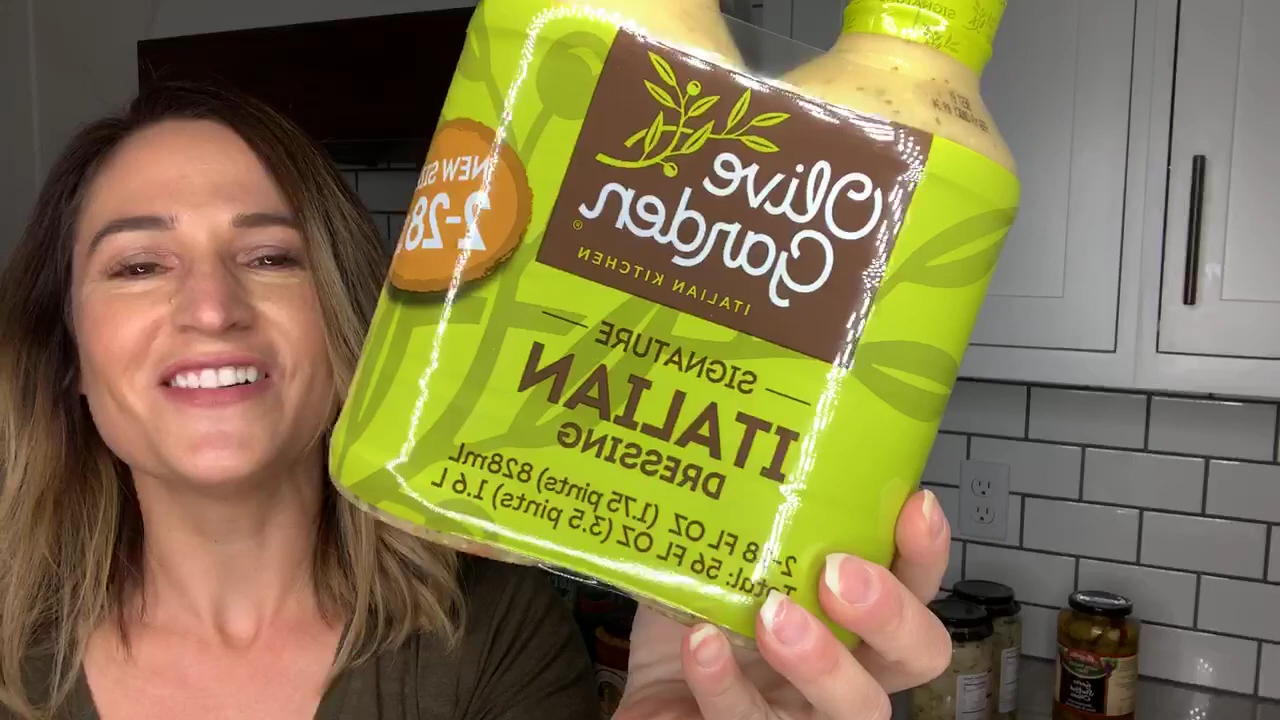 Olive
Garden®
ITALIAN KITCHEN
NEW SIZE
2-28
SIGNATURE
ITALIAN
DRESSING
2-28 FL OZ (1.75 pints) 828mL
Total: 56 FL OZ (3.5 pints) 1.6 L